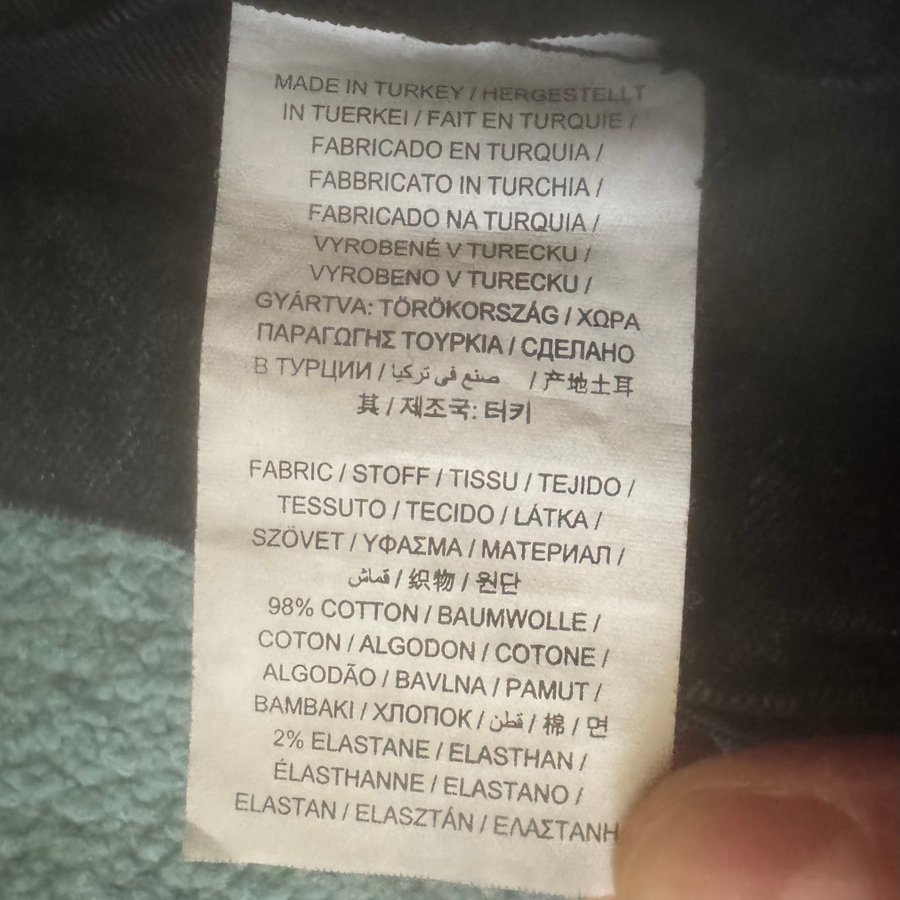 MADE IN TURKEY / HERGESTELLT
IN TUERKEI / FAIT EN TURQUIE /
FABRICADO EN TURQUIA /
FABBRICATO IN TURCHIA /
FABRICADO NA TURQUIA /
VYROBENÉ V TURECKU /
VYROBENO V TURECKU /
GYÁRTVA: TÖRÖKORSZÁG / ΧΩΡΑ
ΠΑΡΑΓΩΓΗΣ ΤΟΥΡΚΙΑ / СДЕЛАНО
В ТУРЦИИ / صنع في تركيا / 产地土耳
其 / 제조국: 터키
FABRIC / STOFF / TISSU / TEJIDO /
TESSUTO / TECIDO / LÁTKA /
SZÖVET / ΥΦΑΣΜΑ / МАТЕРИАЛ /
قماش / 织物 / 원단
98% COTTON / BAUMWOLLE /
COTON / ALGODON / COTONE /
ALGODÃO / BAVLNA / PAMUT /
BAMBAKI / ХЛОПОК / قطن / 棉 / 면
2% ELASTANE / ELASTHAN /
ÉLASTHANNE / ELASTANO /
ELASTAN / ELASZTÁN / ΕΛΑΣΤΑΝΗ